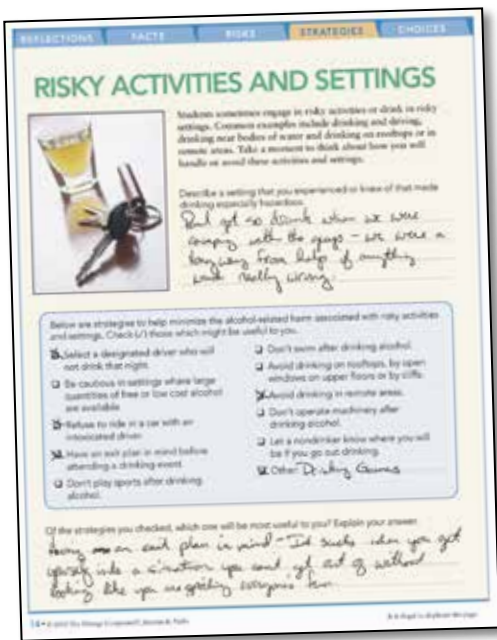 REFLECTIONS FACTS RISKS STRATEGIES CHOICES
RISKY ACTIVITIES AND SETTINGS
Students sometimes engage in risky activities or drink in risky
settings. Common examples include drinking and driving,
drinking near bodies of water and drinking on rooftops or in
remote areas. Take a moment to think about how you will
handle or avoid these activities and settings.
Describe a setting that you experienced or knew of that made
drinking especially hazardous.
Paul got so drunk when we were
camping with the guys - we were a
long way from help if anything
went really wrong.
Below are strategies to help minimize the alcohol-related harm associated with risky activities
and settings. Check (✓) those which might be useful to you.
Select a designated driver who will
not drink that night.
Be cautious in settings where large
quantities of free or low cost alcohol
are available.
Refuse to ride in a car with an
intoxicated driver.
Have an exit plan in mind before
attending a drinking event.
Don't play sports after drinking
alcohol.
Don't swim after drinking alcohol.
Avoid drinking on rooftops, by open
windows on upper floors or by cliffs.
Avoid drinking in remote areas.
Don't operate machinery after
drinking alcohol.
Let a nondrinker know where you will
be if you go out drinking.
Other Drinking Games
Of the strategies you checked, which one will be most useful to you? Explain your answer.
Having an exit plan in mind - It sucks when you get
yourself into a situation you can't get out of without
looking like you are spoiling everyone's fun.